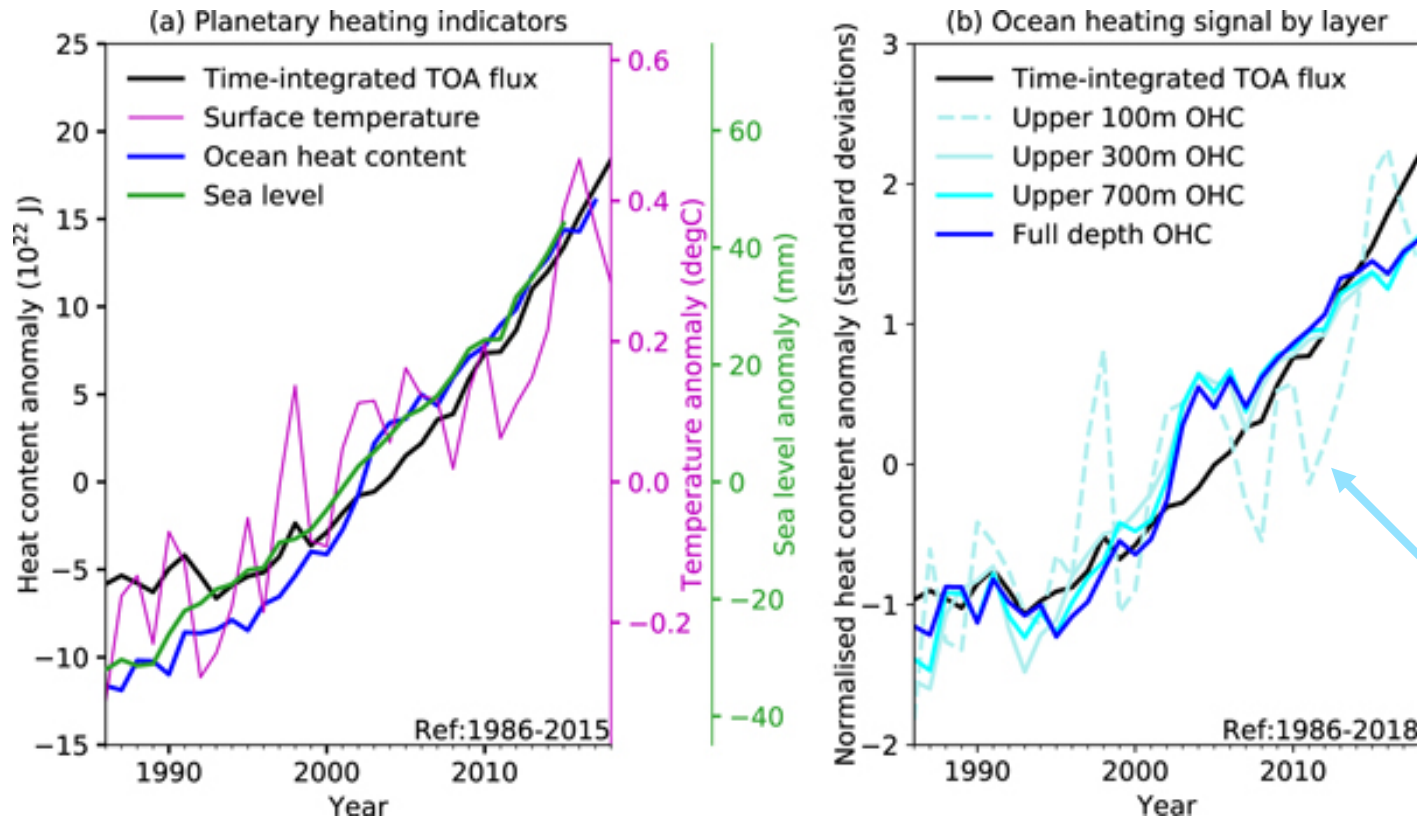 (a) Planetary heating indicators
Heat content anomaly (10²² J)
25
20
15
10
5
0
−5
−10
−15
Time-integrated TOA flux
Surface temperature
Ocean heat content
Sea level
Ref:1986-2015
1990
2000
2010
Year
0.6
0.4
0.2
0.0
−0.2
Temperature anomaly (degC)
60
40
20
0
−20
−40
Sea level anomaly (mm)
(b) Ocean heating signal by layer
Normalised heat content anomaly (standard deviations)
3
2
1
0
−1
−2
Time-integrated TOA flux
Upper 100m OHC
Upper 300m OHC
Upper 700m OHC
Full depth OHC
Ref:1986-2018
1990
2000
2010
Year